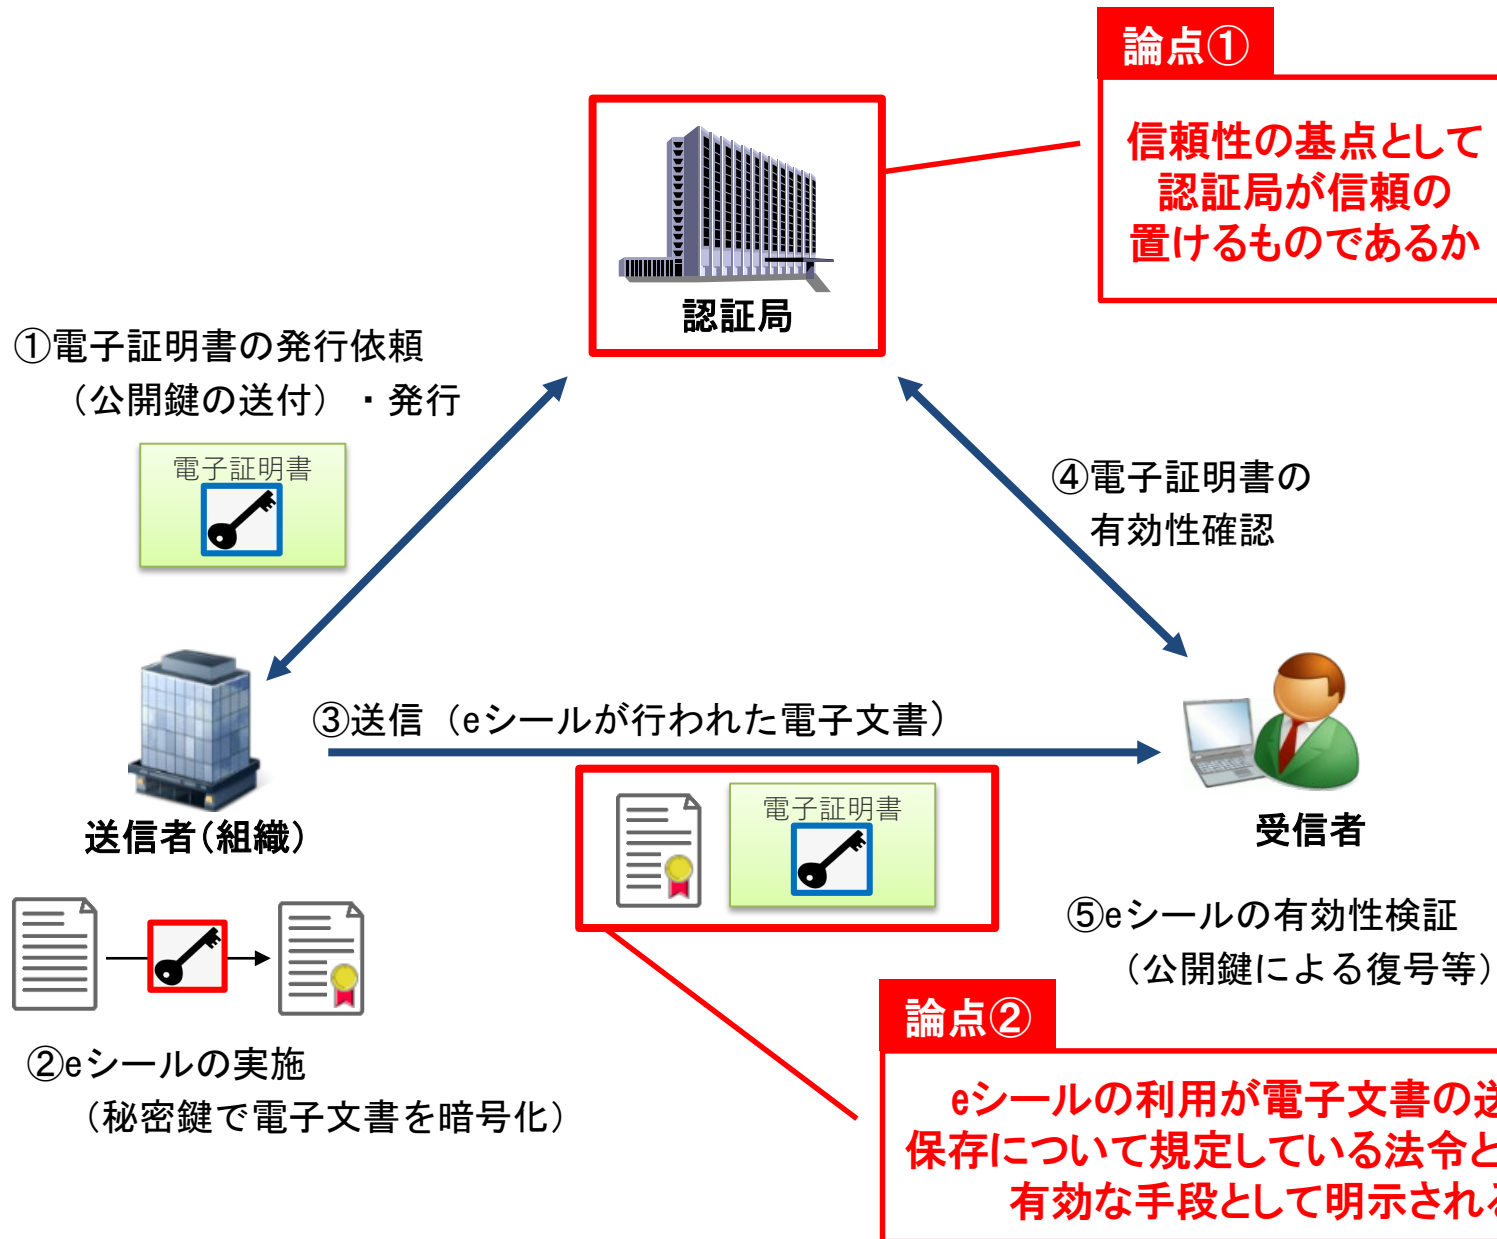 論点①
信頼性の基点として
認証局が信頼の
置けるものであるか
認証局
①電子証明書の発行依頼
（公開鍵の送付）・発行
電子証明書
④電子証明書の
有効性確認
③送信（eシールが行われた電子文書）
送信者（組織）
電子証明書
受信者
⑤eシールの有効性検証
（公開鍵による復号等）
②eシールの実施
（秘密鍵で電子文書を暗号化）
論点②
eシールの利用が電子文書の送
保存について規定している法令と
有効な手段として明示される